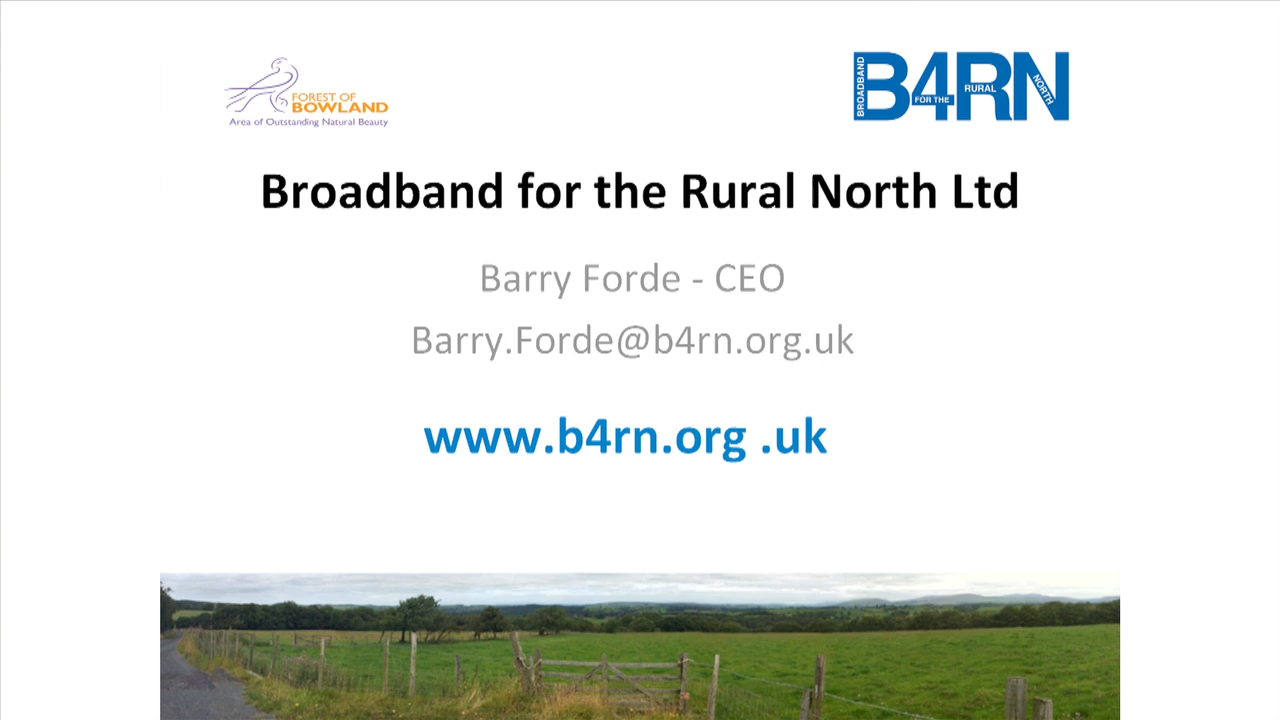 FOREST OF
BOWLAND
Area of Outstanding Natural Beauty
BROADBAND
B4RN
FOR THE
RURAL
NORTH
Broadband for the Rural North Ltd
Barry Forde - CEO
Barry.Forde@b4rn.org.uk
www.b4rn.org .uk